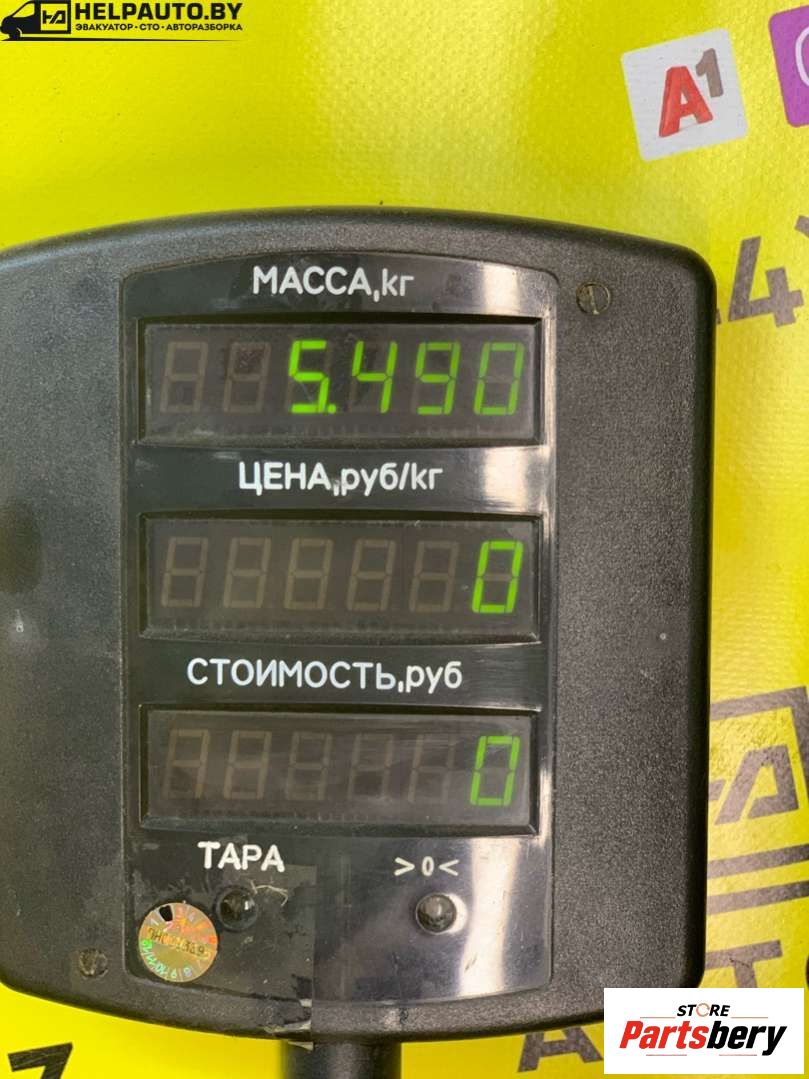 HELPAUTO.BY
ЭВАКУАТОР • СТО • АВТОРАЗБОРКА
A1
МАССА,кг
5.490
ЦЕНА,руб/кг
0
СТОИМОСТЬ,руб
0
ТАРА >0<
STORE
Partsbery